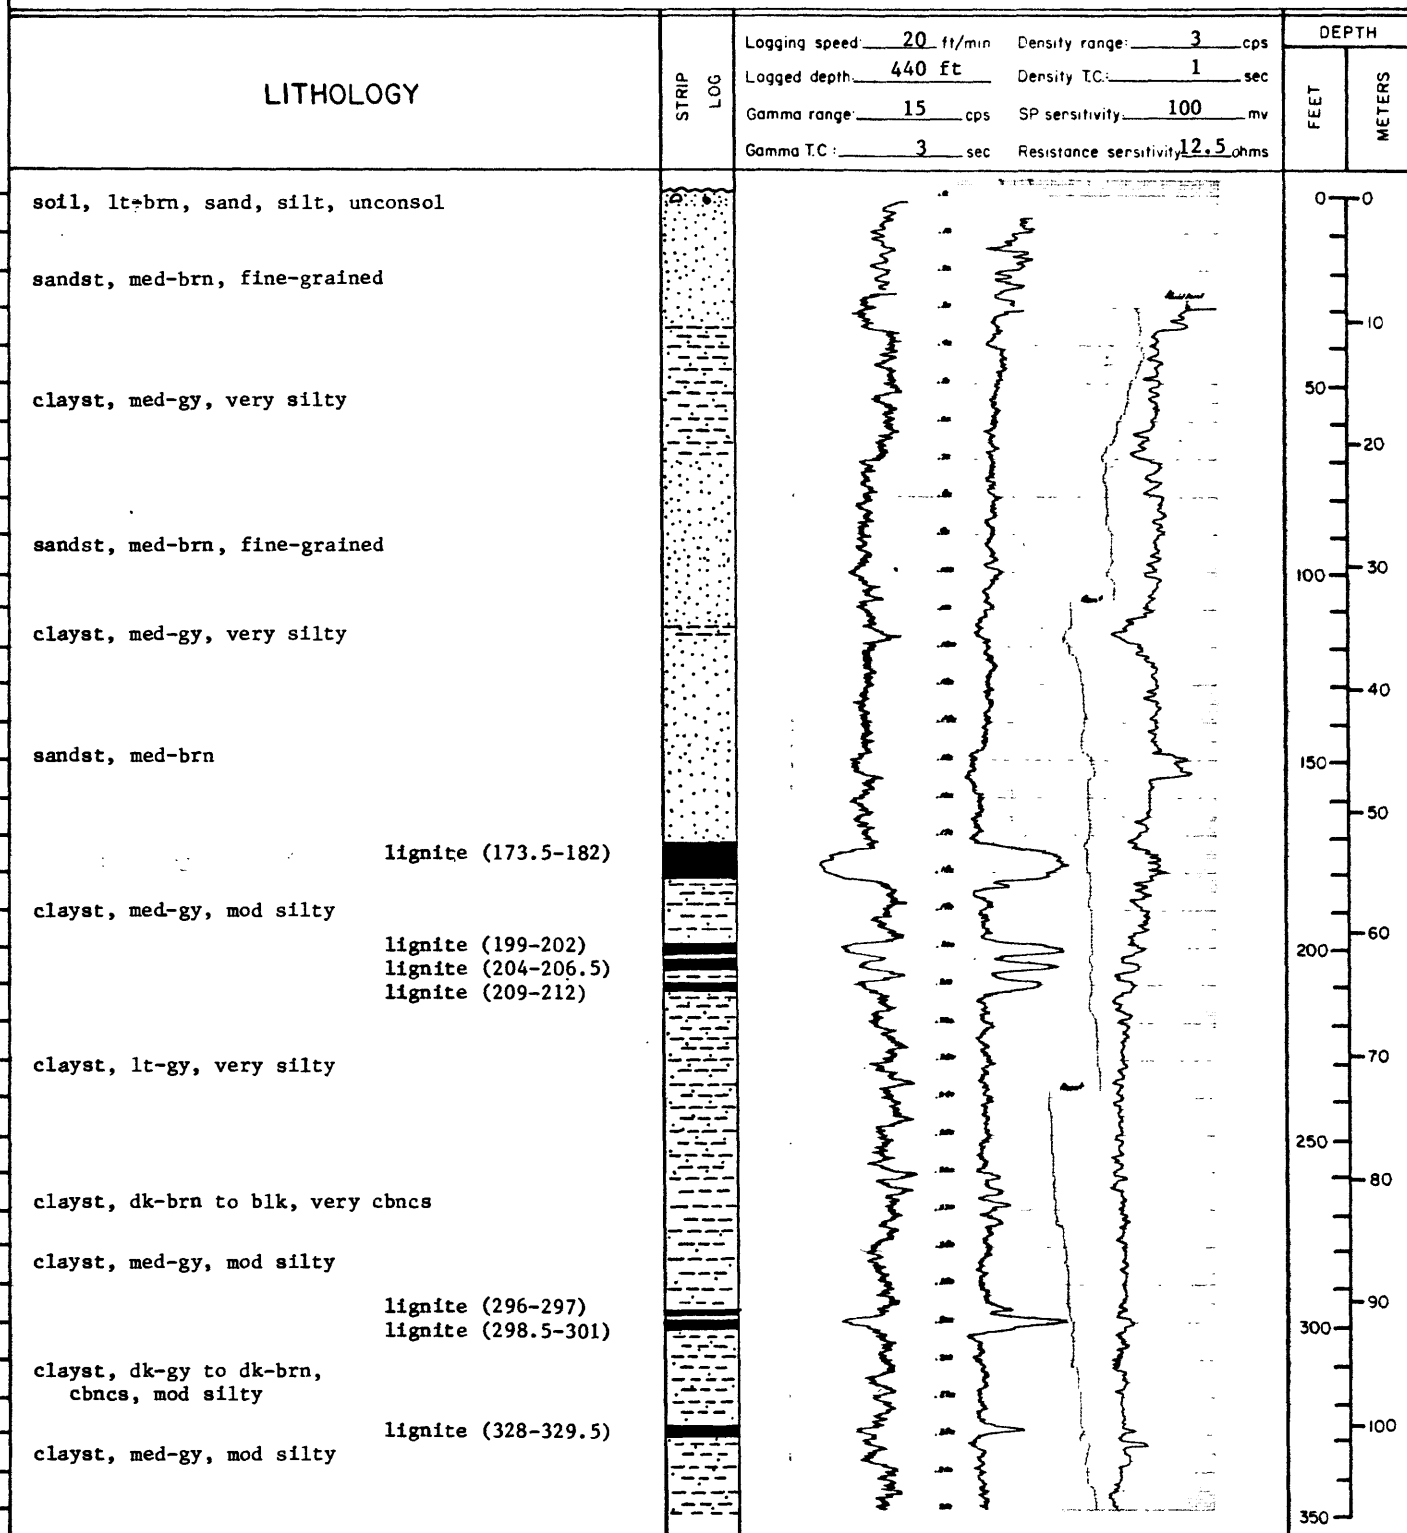 LITHOLOGY
STRIP LOG
Logging speed: 20 ft/min
Density range: 3 cps
Logged depth: 440 ft
Density T.C.: 1 sec
Gamma range: 15 cps
SP sensitivity: 100 mv
Gamma T.C.: 3 sec
Resistance sensitivity 12.5 ohms
DEPTH
FEET
METERS
soil, lt-brn, sand, silt, unconsol
sandst, med-brn, fine-grained
clayst, med-gy, very silty
sandst, med-brn, fine-grained
clayst, med-gy, very silty
sandst, med-brn
lignite (173.5-182)
clayst, med-gy, mod silty
lignite (199-202)
lignite (204-206.5)
lignite (209-212)
clayst, lt-gy, very silty
clayst, dk-brn to blk, very cbncs
clayst, med-gy, mod silty
lignite (296-297)
lignite (298.5-301)
clayst, dk-gy to dk-brn,
cbncs, mod silty
lignite (328-329.5)
clayst, med-gy, mod silty
0 0
10
50
20
30
100
40
150
50
60
200
70
250
80
90
300
100
350